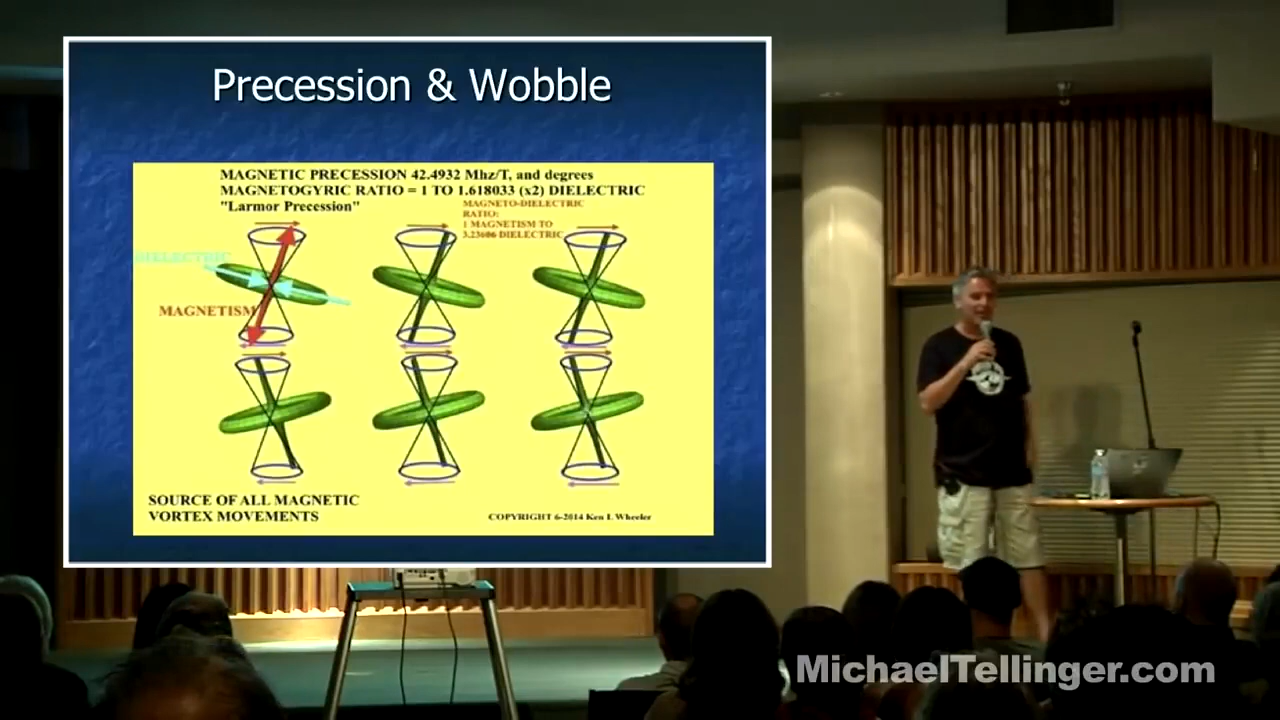 Precession & Wobble
MAGNETIC PRECESSION 42.4932 Mhz/T, and degrees
MAGNETOGYRIC RATIO = 1 TO 1.618033 (x2) DIELECTRIC
"Larmor Precession"
MAGNETO-DIELECTRIC
RATIO:
1 MAGNETISM TO
3.23606 DIELECTRIC
DIELECTRIC
MAGNETISM
SOURCE OF ALL MAGNETIC
VORTEX MOVEMENTS
COPYRIGHT 6-2014 Ken L Wheeler
MichaelTellinger.com